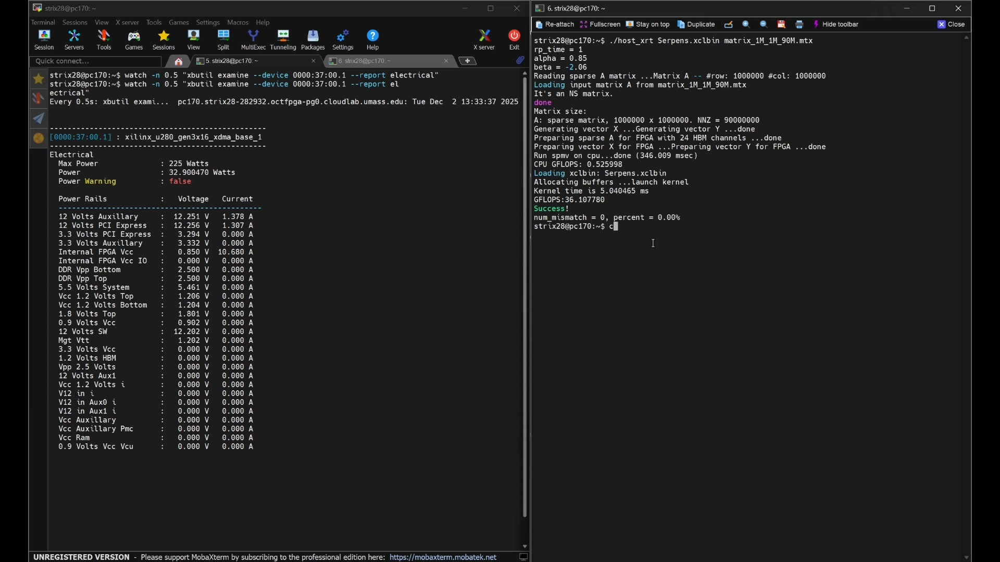 strix28@pc170: ~
Terminal Sessions View X server Tools Games Settings Macros Help
Session Servers Tools Games Sessions View Split MultiExec Tunneling Packages Settings Help X server Exit
Quick connect... 5. strix28@pc170: ~ 6. strix28@pc170: ~
strix28@pc170:~$ watch -n 0.5 "xbutil examine --device 0000:37:00.1 --report electrical"
strix28@pc170:~$ watch -n 0.5 "xbutil examine --device 0000:37:00.1 --report el
ectrical"
Every 0.5s: xbutil exami... pc170.strix28-282932.octfpga-pg0.cloudlab.umass.edu: Tue Dec 2 13:33:37 2025
-------------------------------------------------
[0000:37:00.1] : xilinx_u280_gen3x16_xdma_base_1
-------------------------------------------------
Electrical
Max Power : 225 Watts
Power : 32.900470 Watts
Power Warning : false
Power Rails : Voltage Current
----------------------------------------------
12 Volts Auxillary : 12.251 V 1.378 A
12 Volts PCI Express : 12.256 V 1.307 A
3.3 Volts PCI Express : 3.294 V 0.000 A
3.3 Volts Auxillary : 3.332 V 0.000 A
Internal FPGA Vcc : 0.850 V 10.680 A
Internal FPGA Vcc IO : 0.000 V 0.000 A
DDR Vpp Bottom : 2.500 V 0.000 A
DDR Vpp Top : 2.500 V 0.000 A
5.5 Volts System : 5.461 V 0.000 A
Vcc 1.2 Volts Top : 1.206 V 0.000 A
Vcc 1.2 Volts Bottom : 1.204 V 0.000 A
1.8 Volts Top : 1.801 V 0.000 A
0.9 Volts Vcc : 0.902 V 0.000 A
12 Volts SW : 12.202 V 0.000 A
Mgt Vtt : 1.202 V 0.000 A
3.3 Volts Vcc : 0.000 V 0.000 A
1.2 Volts HBM : 0.000 V 0.000 A
Vpp 2.5 Volts : 0.000 V 0.000 A
12 Volts Aux1 : 0.000 V 0.000 A
Vcc 1.2 Volts i : 0.000 V 0.000 A
V12 in i : 0.000 V 0.000 A
V12 in Aux0 i : 0.000 V 0.000 A
V12 in Aux1 i : 0.000 V 0.000 A
Vcc Auxillary : 0.000 V 0.000 A
Vcc Auxillary Pmc : 0.000 V 0.000 A
Vcc Ram : 0.000 V 0.000 A
0.9 Volts Vcc Vcu : 0.000 V 0.000 A
UNREGISTERED VERSION - Please support MobaXterm by subscribing to the professional edition here: https://mobaxterm.mobatek.net
6. strix28@pc170: ~
Re-attach Fullscreen Stay on top Duplicate Hide toolbar Close
strix28@pc170:~$ ./host_xrt Serpens.xclbin matrix_1M_1M_90M.mtx
rp_time = 1
alpha = 0.85
beta = -2.06
Reading sparse A matrix ...Matrix A -- #row: 1000000 #col: 1000000
Loading input matrix A from matrix_1M_1M_90M.mtx
It's an NS matrix.
done
Matrix size:
A: sparse matrix, 1000000 x 1000000. NNZ = 90000000
Generating vector X ...Generating vector Y ...done
Preparing sparse A for FPGA with 24 HBM channels ...done
Preparing vector X for FPGA ...Preparing vector Y for FPGA ...done
Run spmv on cpu...done (346.009 msec)
CPU GFLOPS: 0.525998
Loading xclbin: Serpens.xclbin
Allocating buffers ...launch kernel
Kernel time is 5.040465 ms
GFLOPS:36.107780
Success!
num_mismatch = 0, percent = 0.00%
strix28@pc170:~$ c